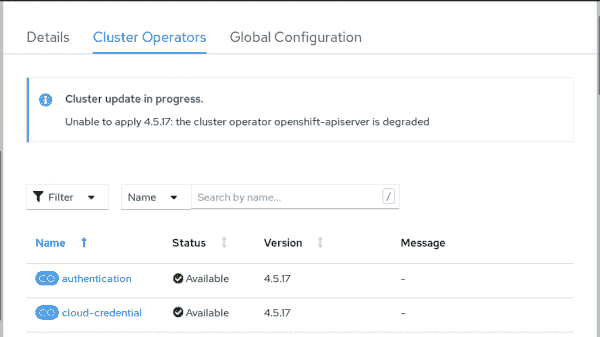 Details Cluster Operators Global Configuration
Cluster update in progress.
Unable to apply 4.5.17: the cluster operator openshift-apiserver is degraded
Filter Name Search by name... /
Name Status Version Message
CO authentication Available 4.5.17 -
CO cloud-credential Available 4.5.17 -